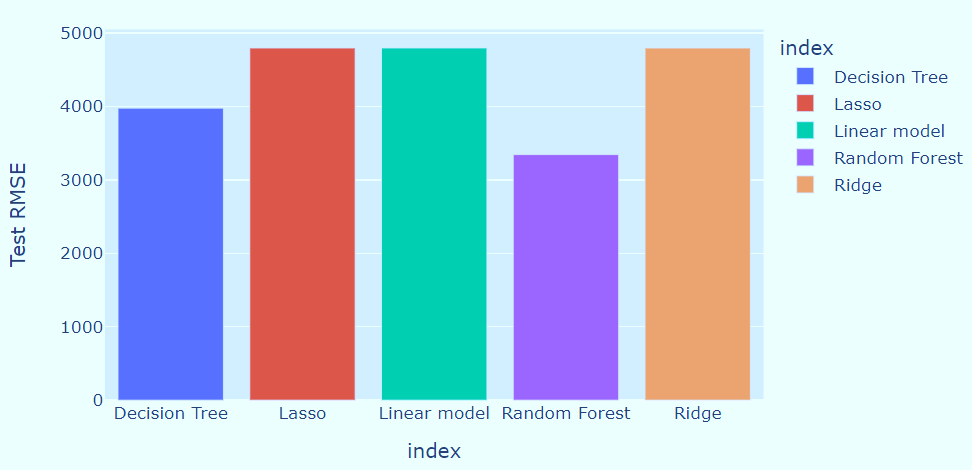 5000
4000
3000
2000
1000
0
Test RMSE
Decision Tree
Lasso
Linear model
Random Forest
Ridge
index
index
Decision Tree
Lasso
Linear model
Random Forest
Ridge